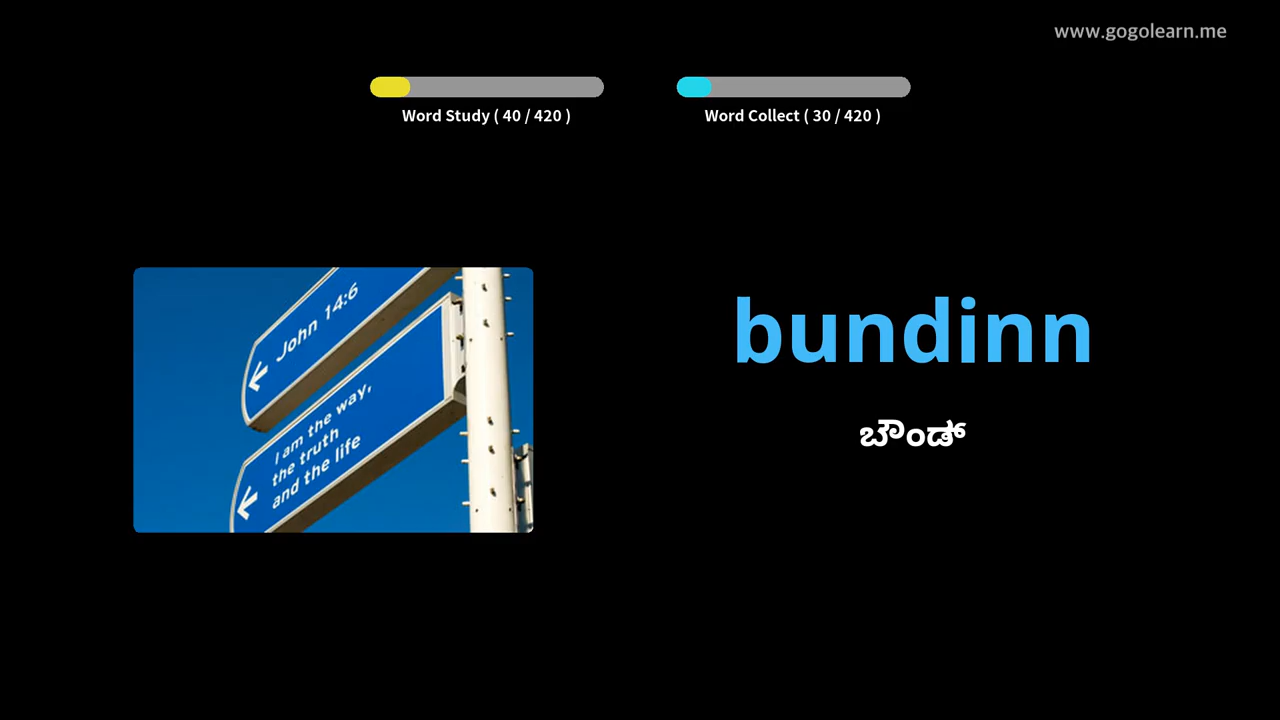 www.gogolearn.me
Word Study ( 40 / 420 )
Word Collect ( 30 / 420 )
John 14:6
I am the way,
the truth
and the life
bundinn
ಬೌಂಡ್